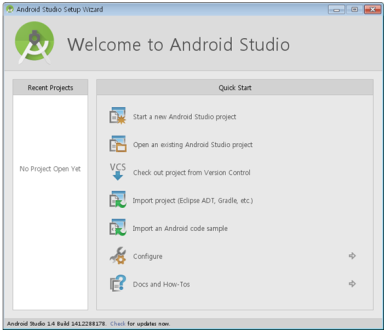 Android Studio Setup Wizard
Welcome to Android Studio
Recent Projects
No Project Open Yet
Quick Start
Start a new Android Studio project
Open an existing Android Studio project
VCS
Check out project from Version Control
Import project (Eclipse ADT, Gradle, etc.)
Import an Android code sample
Configure
Docs and How-Tos
Android Studio 1.4 Build 141.2288178. Check for updates now.